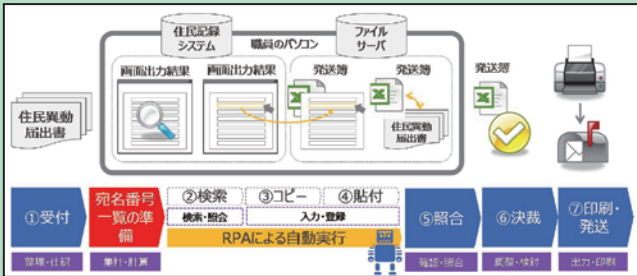 住民記録
システム
職員のパソコン
ファイル
サーバ
画面出力結果
画面出力結果
発送簿
発送簿
発送簿
住民異動
届出書
住民異動
届出書
①受付
宛名番号
一覧の準
備
②検索
③コピー
④貼付
検索・照会
入力・登録
RPAによる自動実行
⑤照合
⑥決裁
⑦印刷・
発送
整理・仕訳
集計・計算
確認・照合
調整・検討
出力・印刷